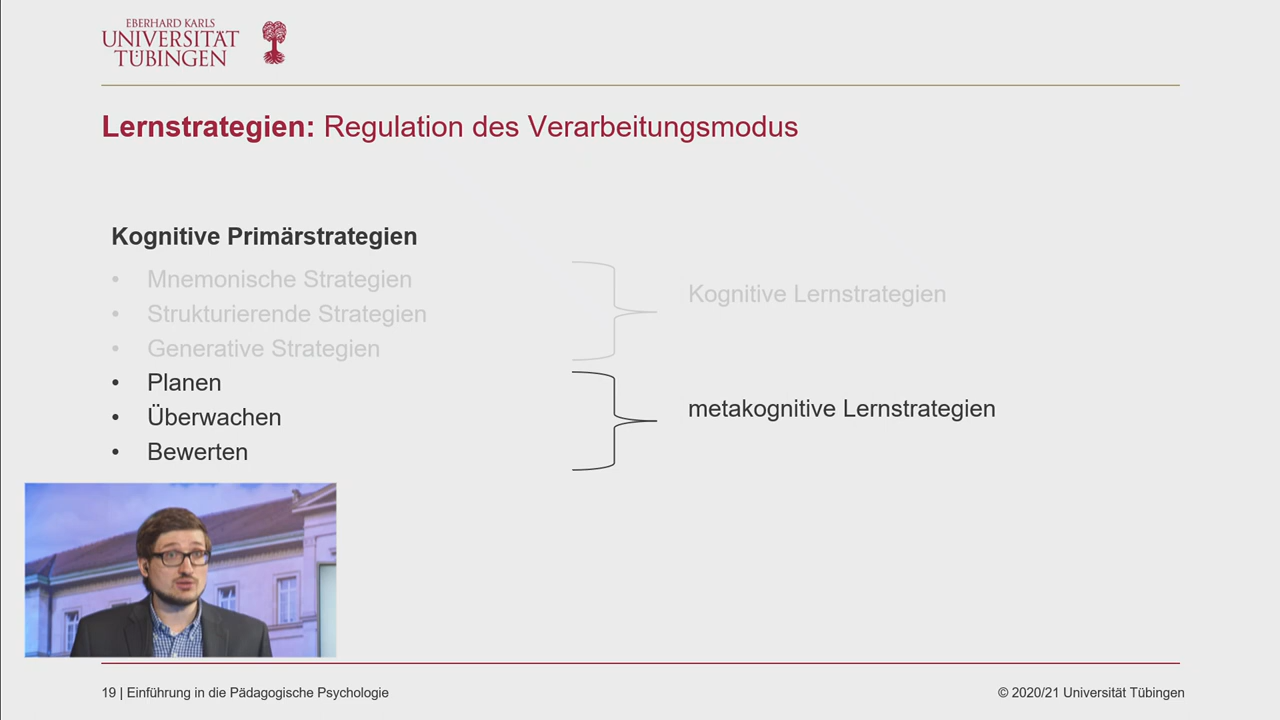 EBERHARD KARLS
UNIVERSITÄT
TÜBINGEN
Lernstrategien: Regulation des Verarbeitungsmodus
Kognitive Primärstrategien
• Mnemonische Strategien
• Strukturierende Strategien
• Generative Strategien
Kognitive Lernstrategien
• Planen
• Überwachen
• Bewerten
metakognitive Lernstrategien
19 | Einführung in die Pädagogische Psychologie
© 2020/21 Universität Tübingen